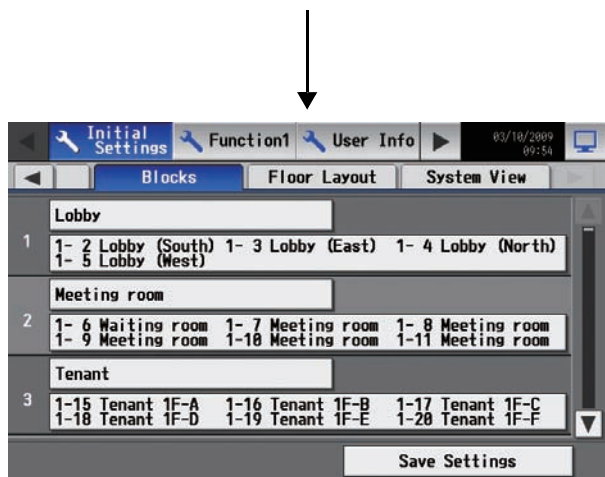 Initial Settings Function1 User Info 03/10/2009 09:54
Blocks Floor Layout System View
Lobby
1
1- 2 Lobby (South) 1- 3 Lobby (East) 1- 4 Lobby (North)
1- 5 Lobby (West)
Meeting room
2
1- 6 Waiting room 1- 7 Meeting room 1- 8 Meeting room
1- 9 Meeting room 1-10 Meeting room 1-11 Meeting room
Tenant
3
1-15 Tenant 1F-A 1-16 Tenant 1F-B 1-17 Tenant 1F-C
1-18 Tenant 1F-D 1-19 Tenant 1F-E 1-20 Tenant 1F-F
Save Settings